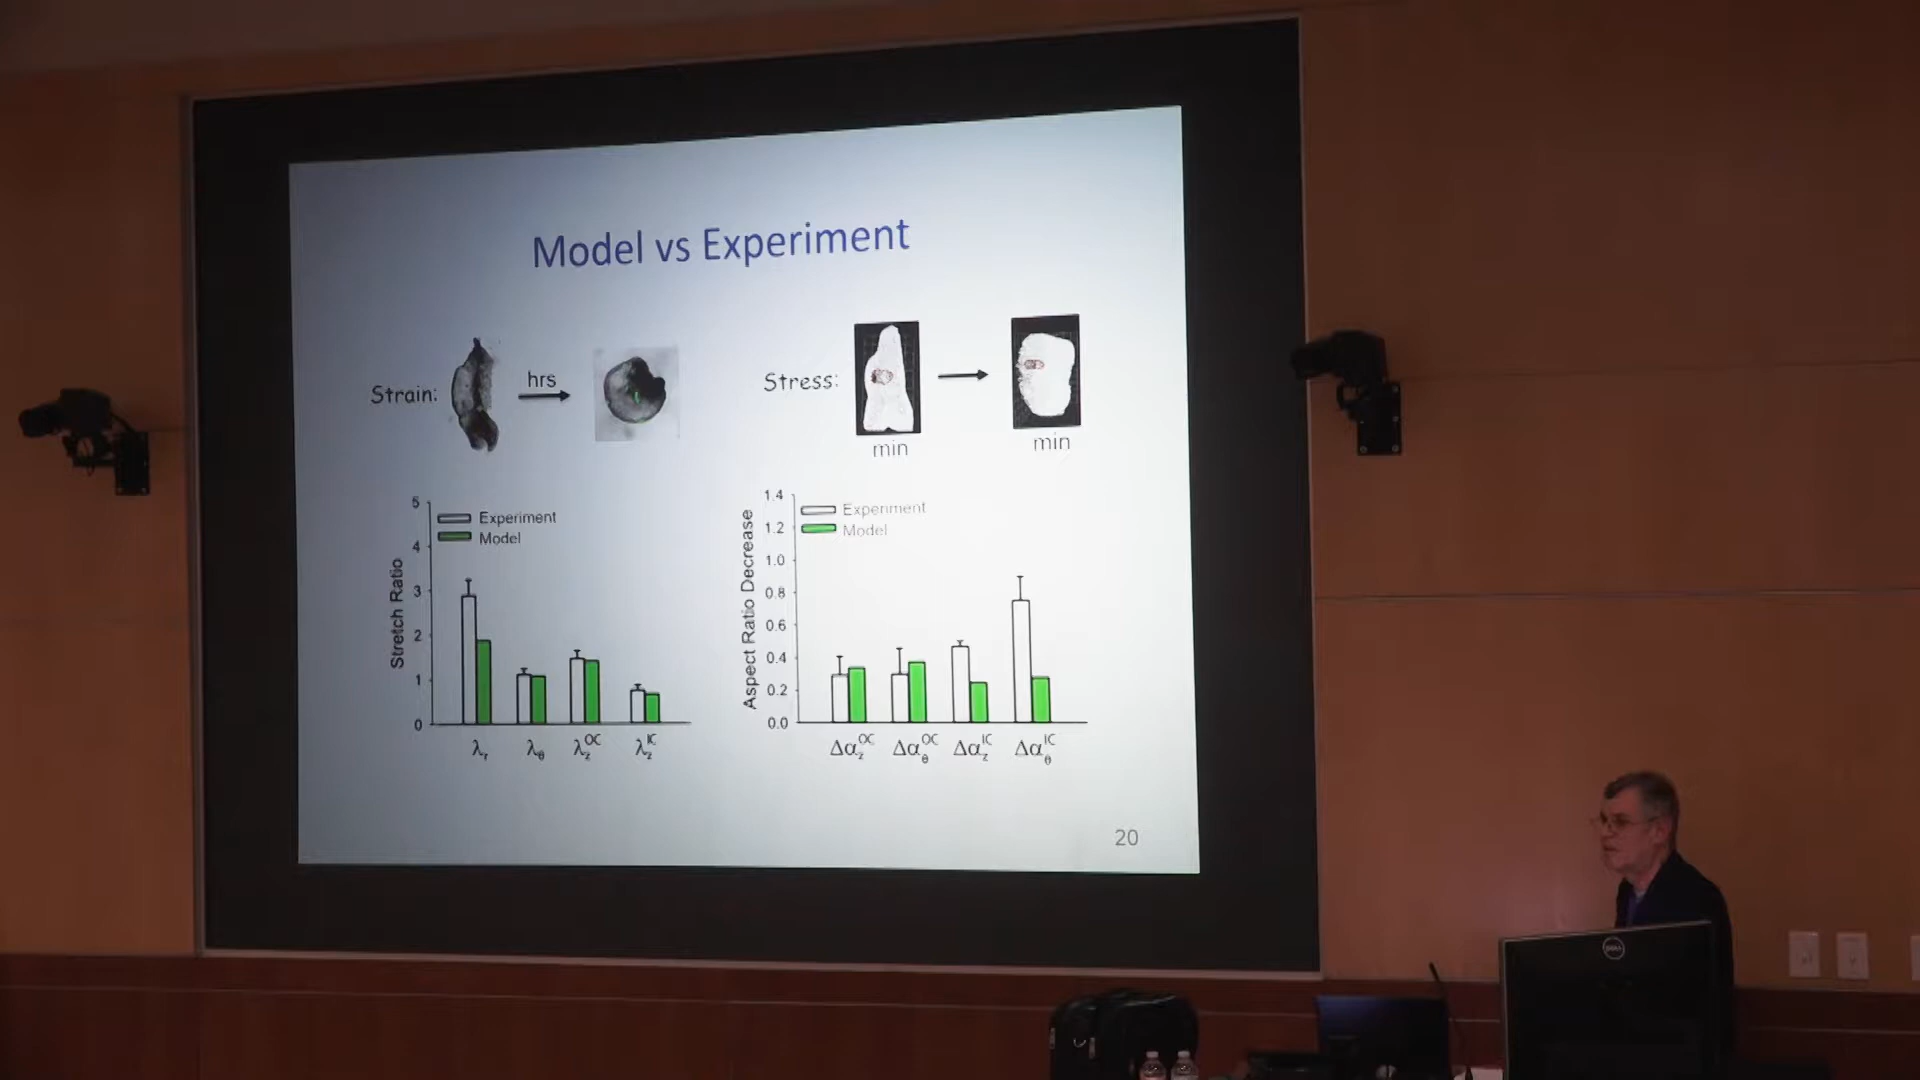 Model vs Experiment
Strain:
hrs
Stress:
min
min
5
4
3
2
1
0
Stretch Ratio
Experiment
Model
λr
λθ
λzOC
λzIC
1.4
1.2
1.0
0.8
0.6
0.4
0.2
0.0
Aspect Ratio Decrease
Experiment
Model
ΔαzOC
ΔαθOC
ΔαzIC
ΔαθIC
20
DELL